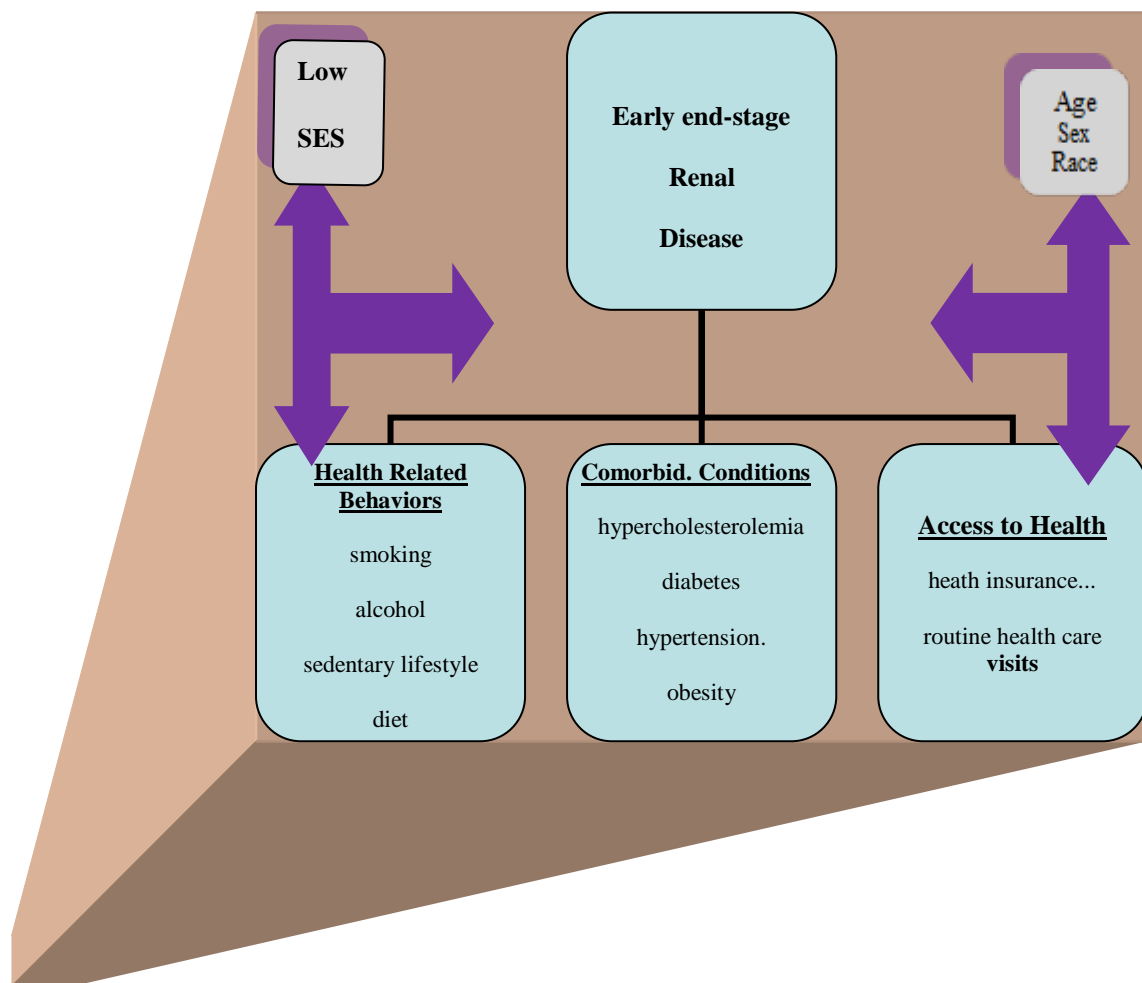 Low
SES
Early end-stage
Renal
Disease
Age
Sex
Race
Health Related
Behaviors
smoking
alcohol
sedentary lifestyle
diet
Comorbid. Conditions
hypercholesterolemia
diabetes
hypertension.
obesity
Access to Health
heath insurance...
routine health care
visits